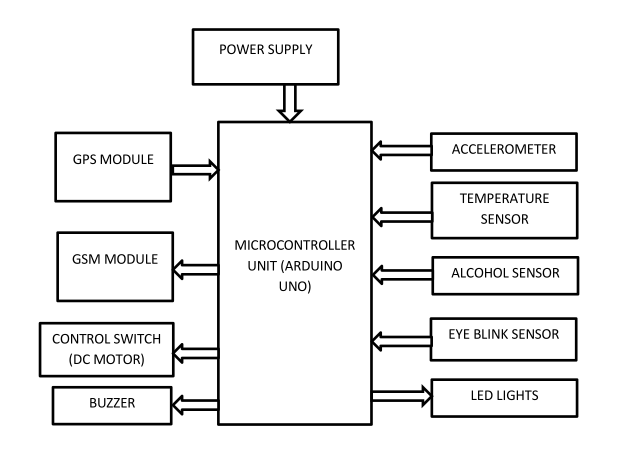 POWER SUPPLY
GPS MODULE
GSM MODULE
CONTROL SWITCH
(DC MOTOR)
BUZZER
MICROCONTROLLER
UNIT (ARDUINO
UNO)
ACCELEROMETER
TEMPERATURE
SENSOR
ALCOHOL SENSOR
EYE BLINK SENSOR
LED LIGHTS